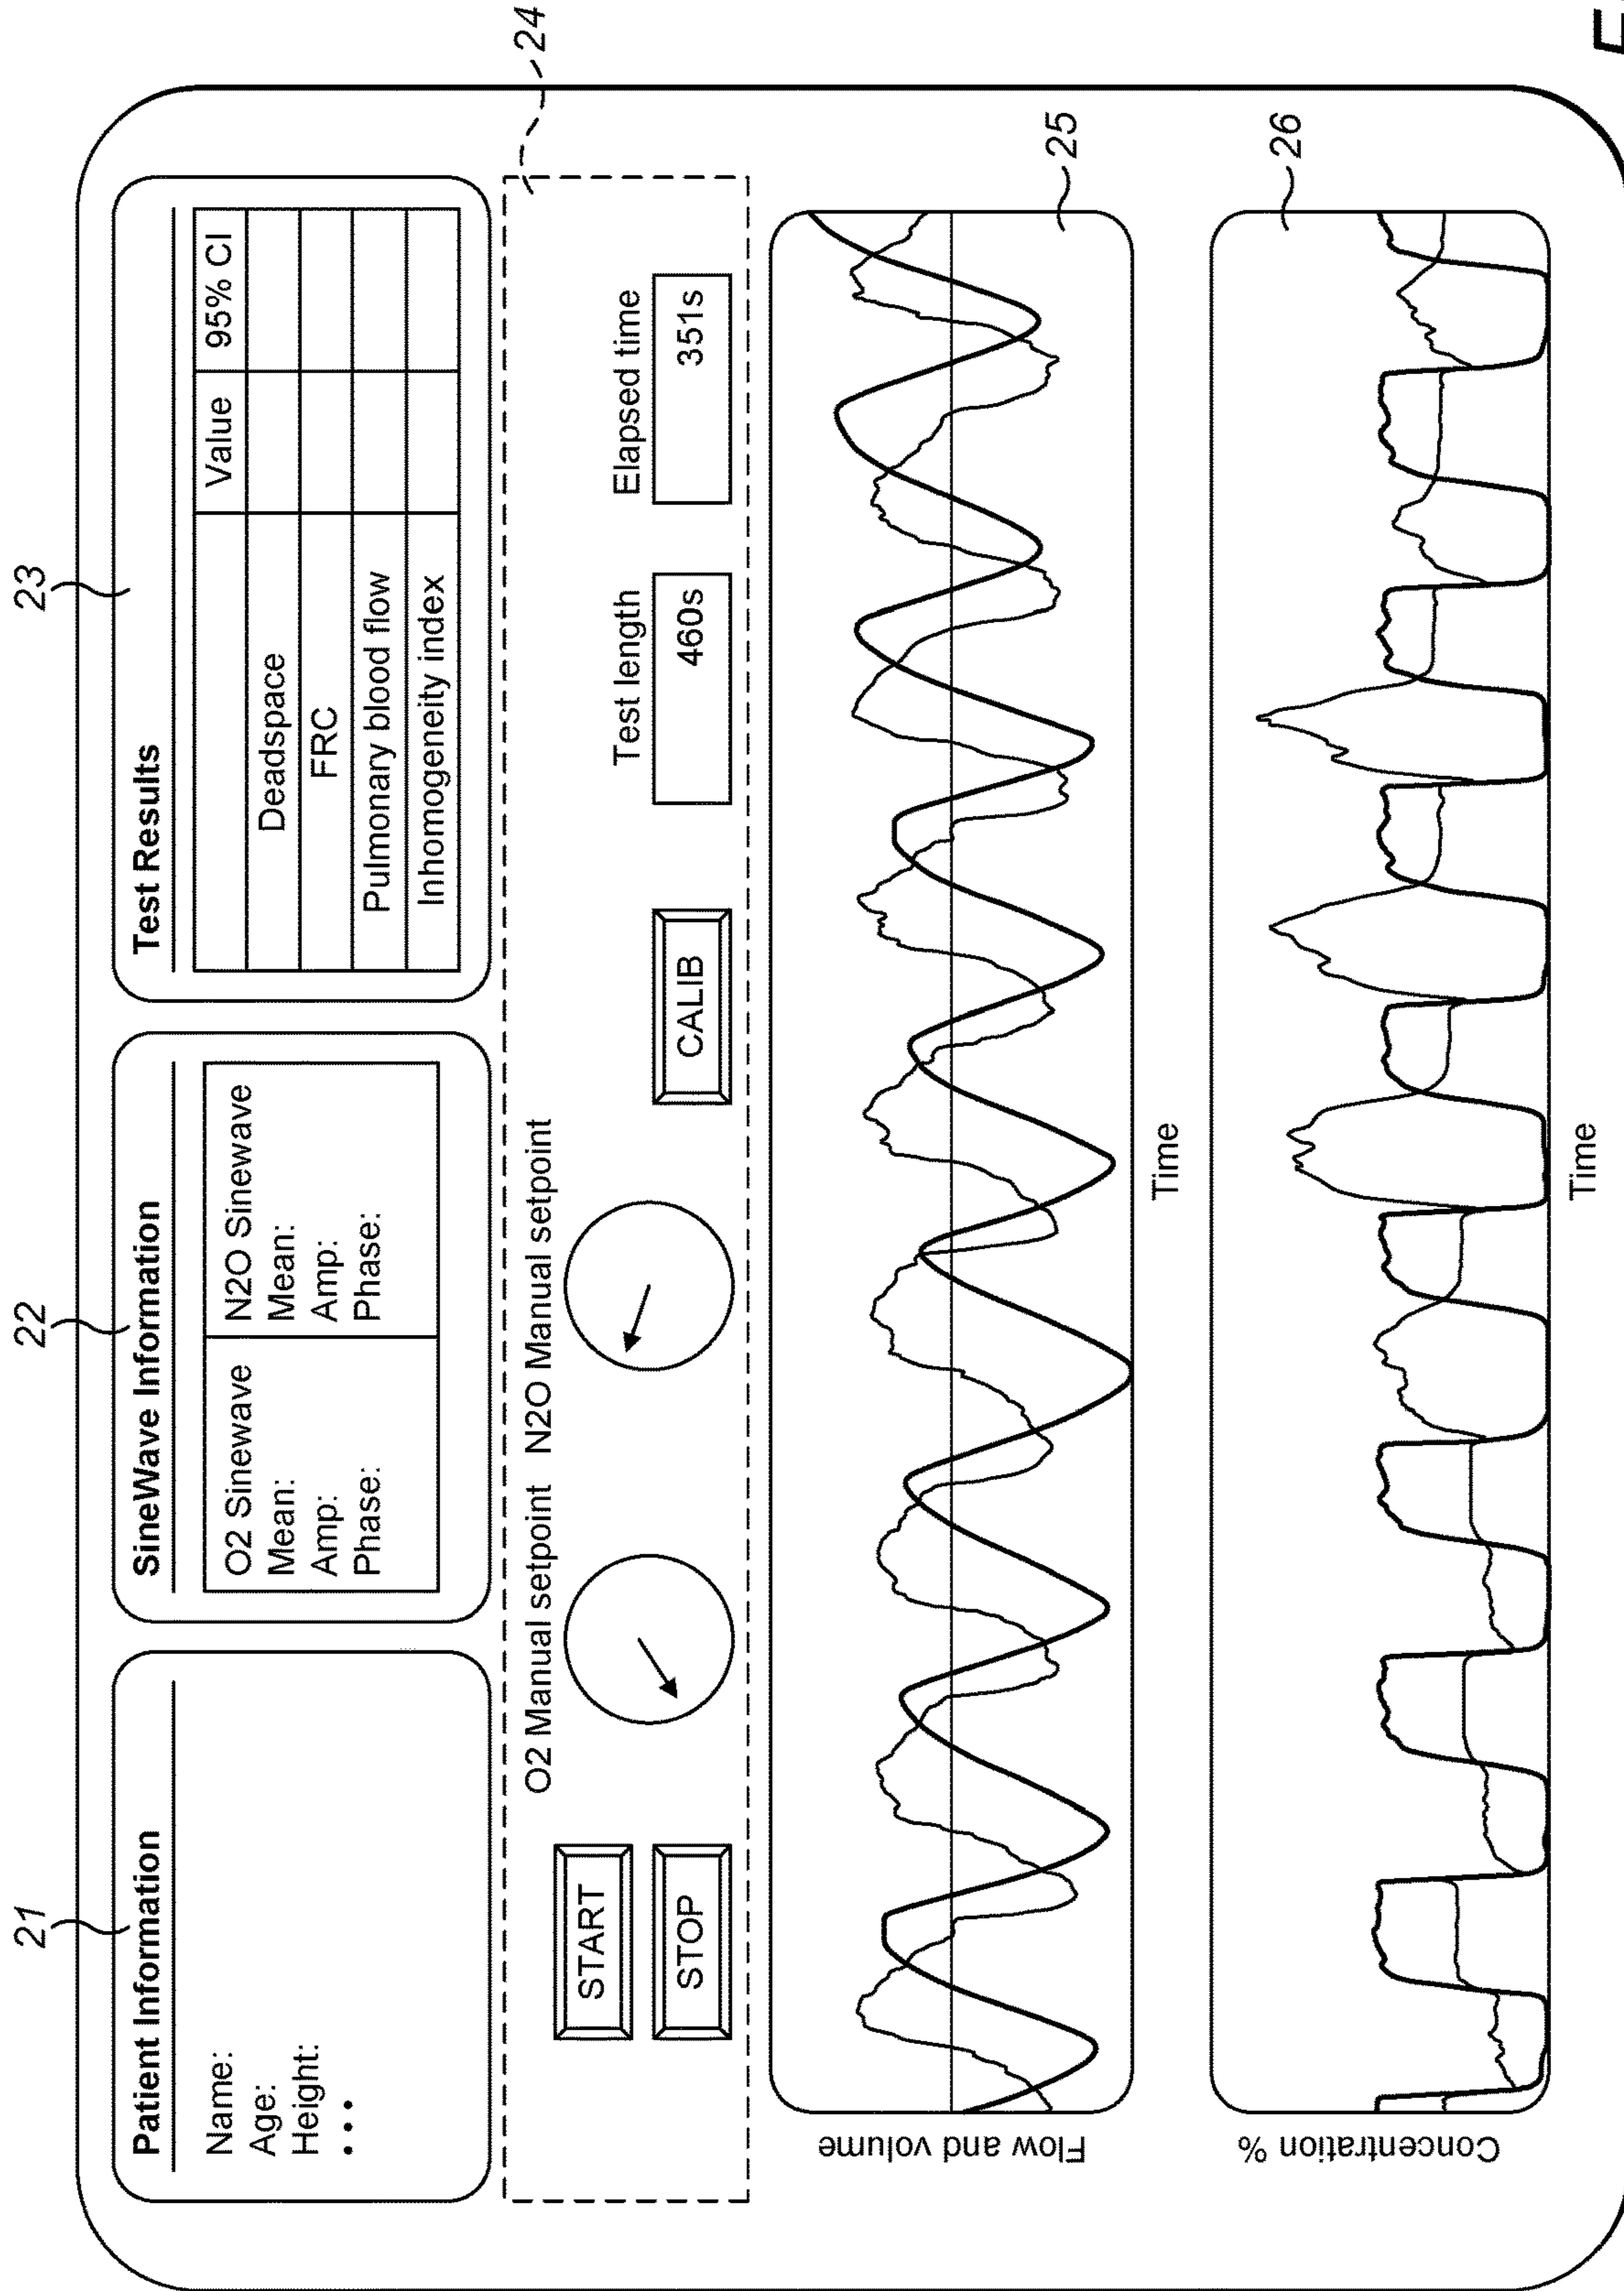 21
22
23
Patient Information
Name:
Age:
Height:
SineWave Information
O2 Sinewave
Mean:
Amp:
Phase:
N2O Sinewave
Mean:
Amp:
Phase:
Test Results
Value 95% CI
Deadspace
FRC
Pulmonary blood flow
Inhomogeneity index
24
START
STOP
O2 Manual setpoint
N2O Manual setpoint
CALIB
Test length
460s
Elapsed time
351s
Flow and volume
25
Time
Concentration %
26
Time